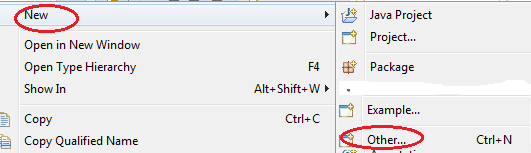 New
Open in New Window
Open Type Hierarchy F4
Show In Alt+Shift+W
Copy Ctrl+C
Copy Qualified Name
Java Project
Project...
Package
Example...
Other... Ctrl+N